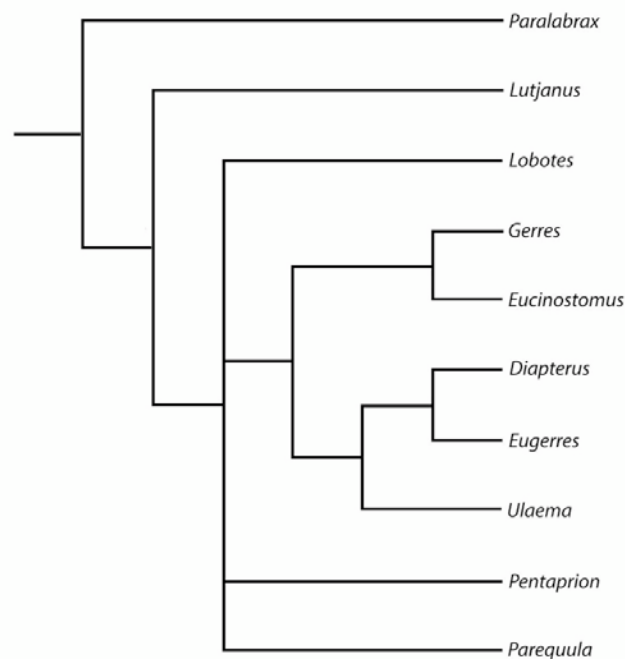 Paralabrax
Lutjanus
Lobotes
Gerres
Eucinostomus
Diapterus
Eugerres
Ulaema
Pentaprion
Parequula